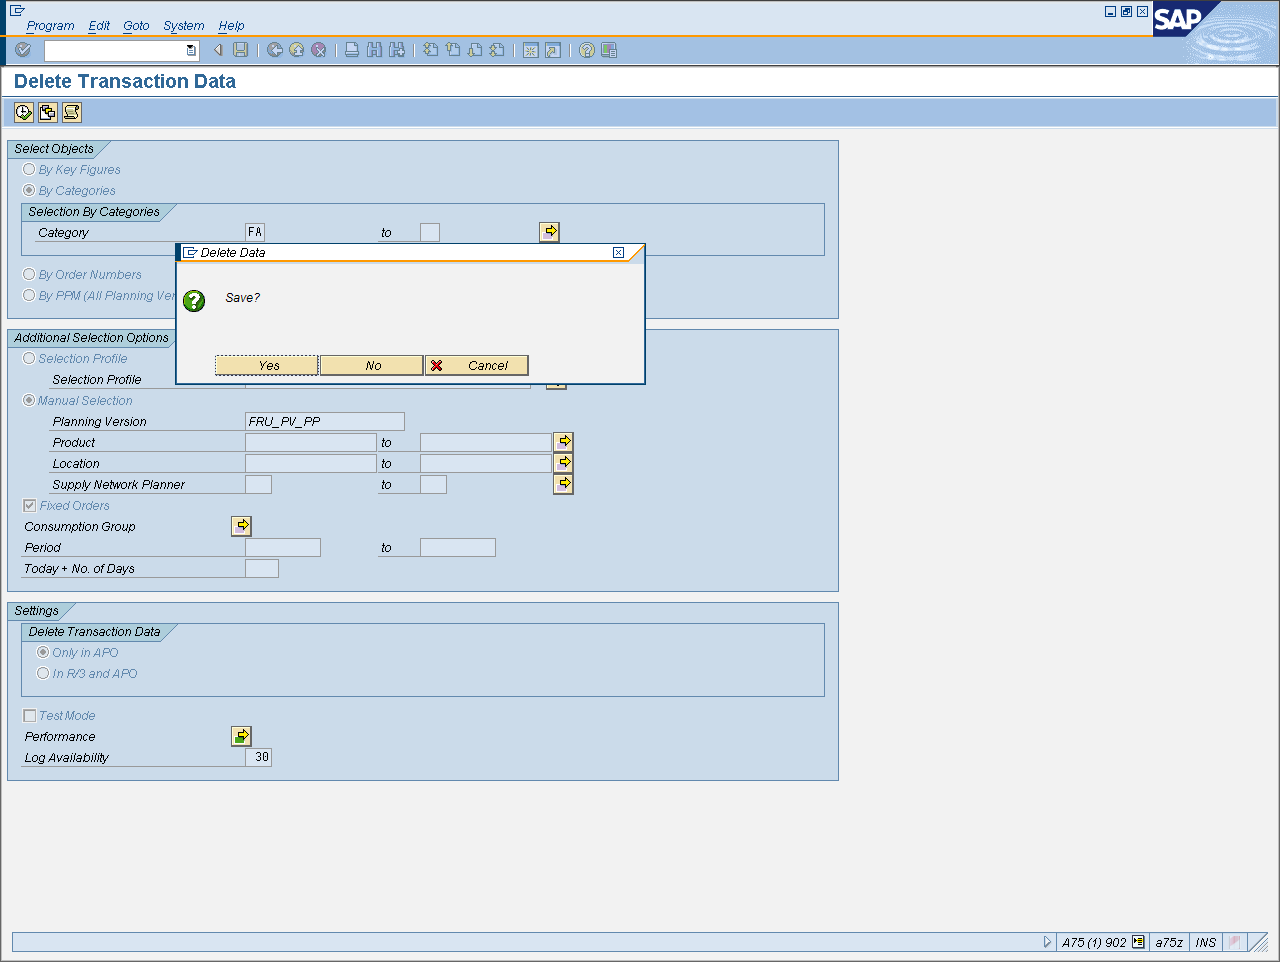 Program Edit Goto System Help
SAP
Delete Transaction Data
Select Objects
By Key Figures
By Categories
Selection By Categories
Category FA to
Delete Data
By Order Numbers
By PPM (All Planning Ver
Save?
Additional Selection Options
Selection Profile
Yes No Cancel
Selection Profile
Manual Selection
Planning Version FRU_PV_PP
Product to
Location to
Supply Network Planner to
Fixed Orders
Consumption Group
Period to
Today + No. of Days
Settings
Delete Transaction Data
Only in APO
In R/3 and APO
Test Mode
Performance
Log Availability 30
A75 (1) 902 a75z INS